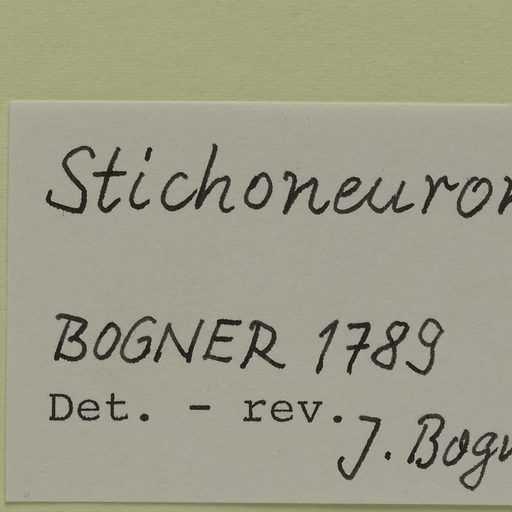 Stichoneuron
BOGNER 1789
Det. - rev.
J. Bogn